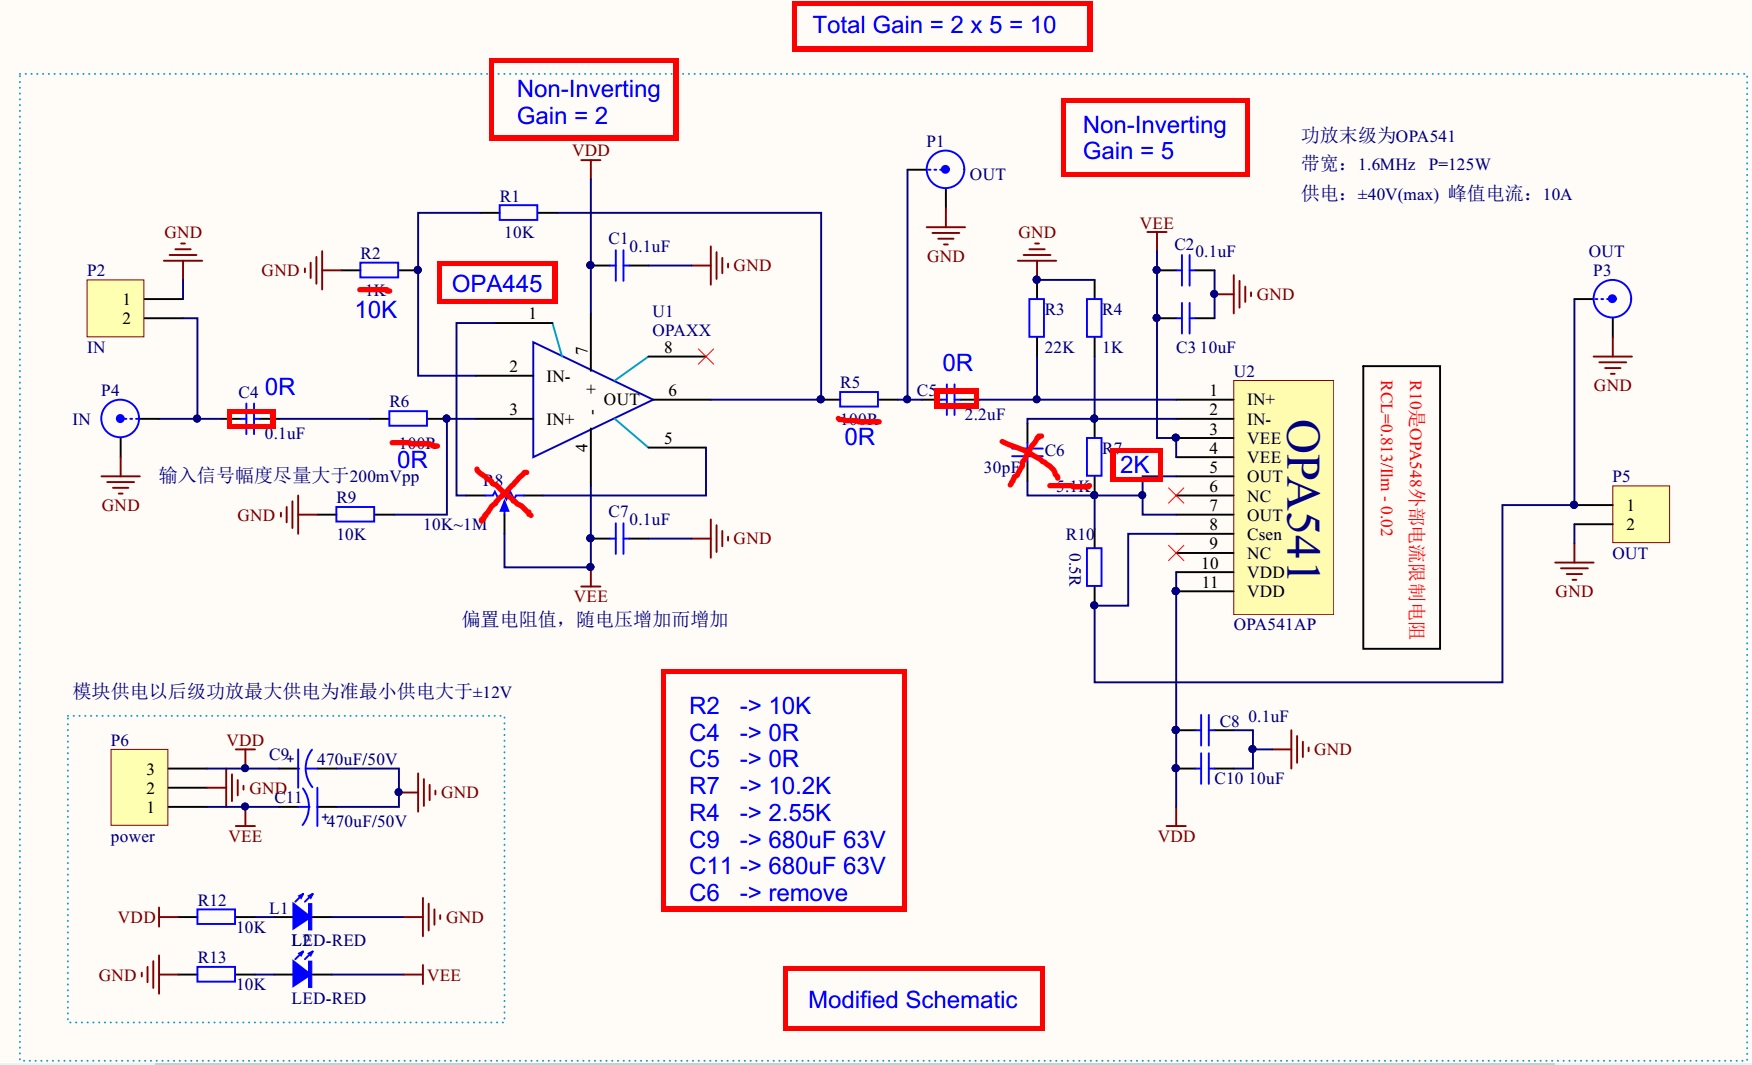 Total Gain = 2 x 5 = 10
Non-Inverting
Gain = 2
Non-Inverting
Gain = 5
功放末级为OPA541
带宽：1.6MHz P=125W
供电：±40V(max) 峰值电流：10A
VDD
P1
OUT
GND
R1
10K
GND
P2
1
2
IN
GND
R2
1K
10K
OPA445
C1
0.1uF
GND
U1
OPAXX
1
2
3
4
5
6
7
8
IN-
IN+
OUT
+
-
P4
IN
GND
C4
0R
0.1uF
R6
100R
0R
输入信号幅度尽量大于200mVpp
GND
R9
10K
R8
10K~1M
C7
0.1uF
GND
VEE
偏置电阻值，随电压增加而增加
R5
100R
0R
C5
0R
2.2uF
GND
R3
22K
R4
1K
VEE
C2
0.1uF
C3 10uF
GND
C6
30pF
R7
2K
5.1K
R10
0.5R
U2
1 IN+
2 IN-
3 VEE
4 VEE
5 OUT
6 NC
7 OUT
8 Csen
9 NC
10 VDD
11 VDD
OPA541
OPA541AP
R10是OPA548外部电流限制电阻
RCL=0.813/Ilm - 0.02
OUT
P3
GND
P5
1
2
OUT
GND
C8
0.1uF
C10 10uF
GND
VDD
模块供电以后级功放最大供电为准最小供电大于±12V
P6
3
2
1
power
VDD
GND
VEE
C9
+
470uF/50V
C11
+
470uF/50V
GND
VDD
R12
10K
L1
LED-RED
GND
GND
R13
10K
L2
LED-RED
VEE
R2 -> 10K
C4 -> 0R
C5 -> 0R
R7 -> 10.2K
R4 -> 2.55K
C9 -> 680uF 63V
C11 -> 680uF 63V
C6 -> remove
Modified Schematic